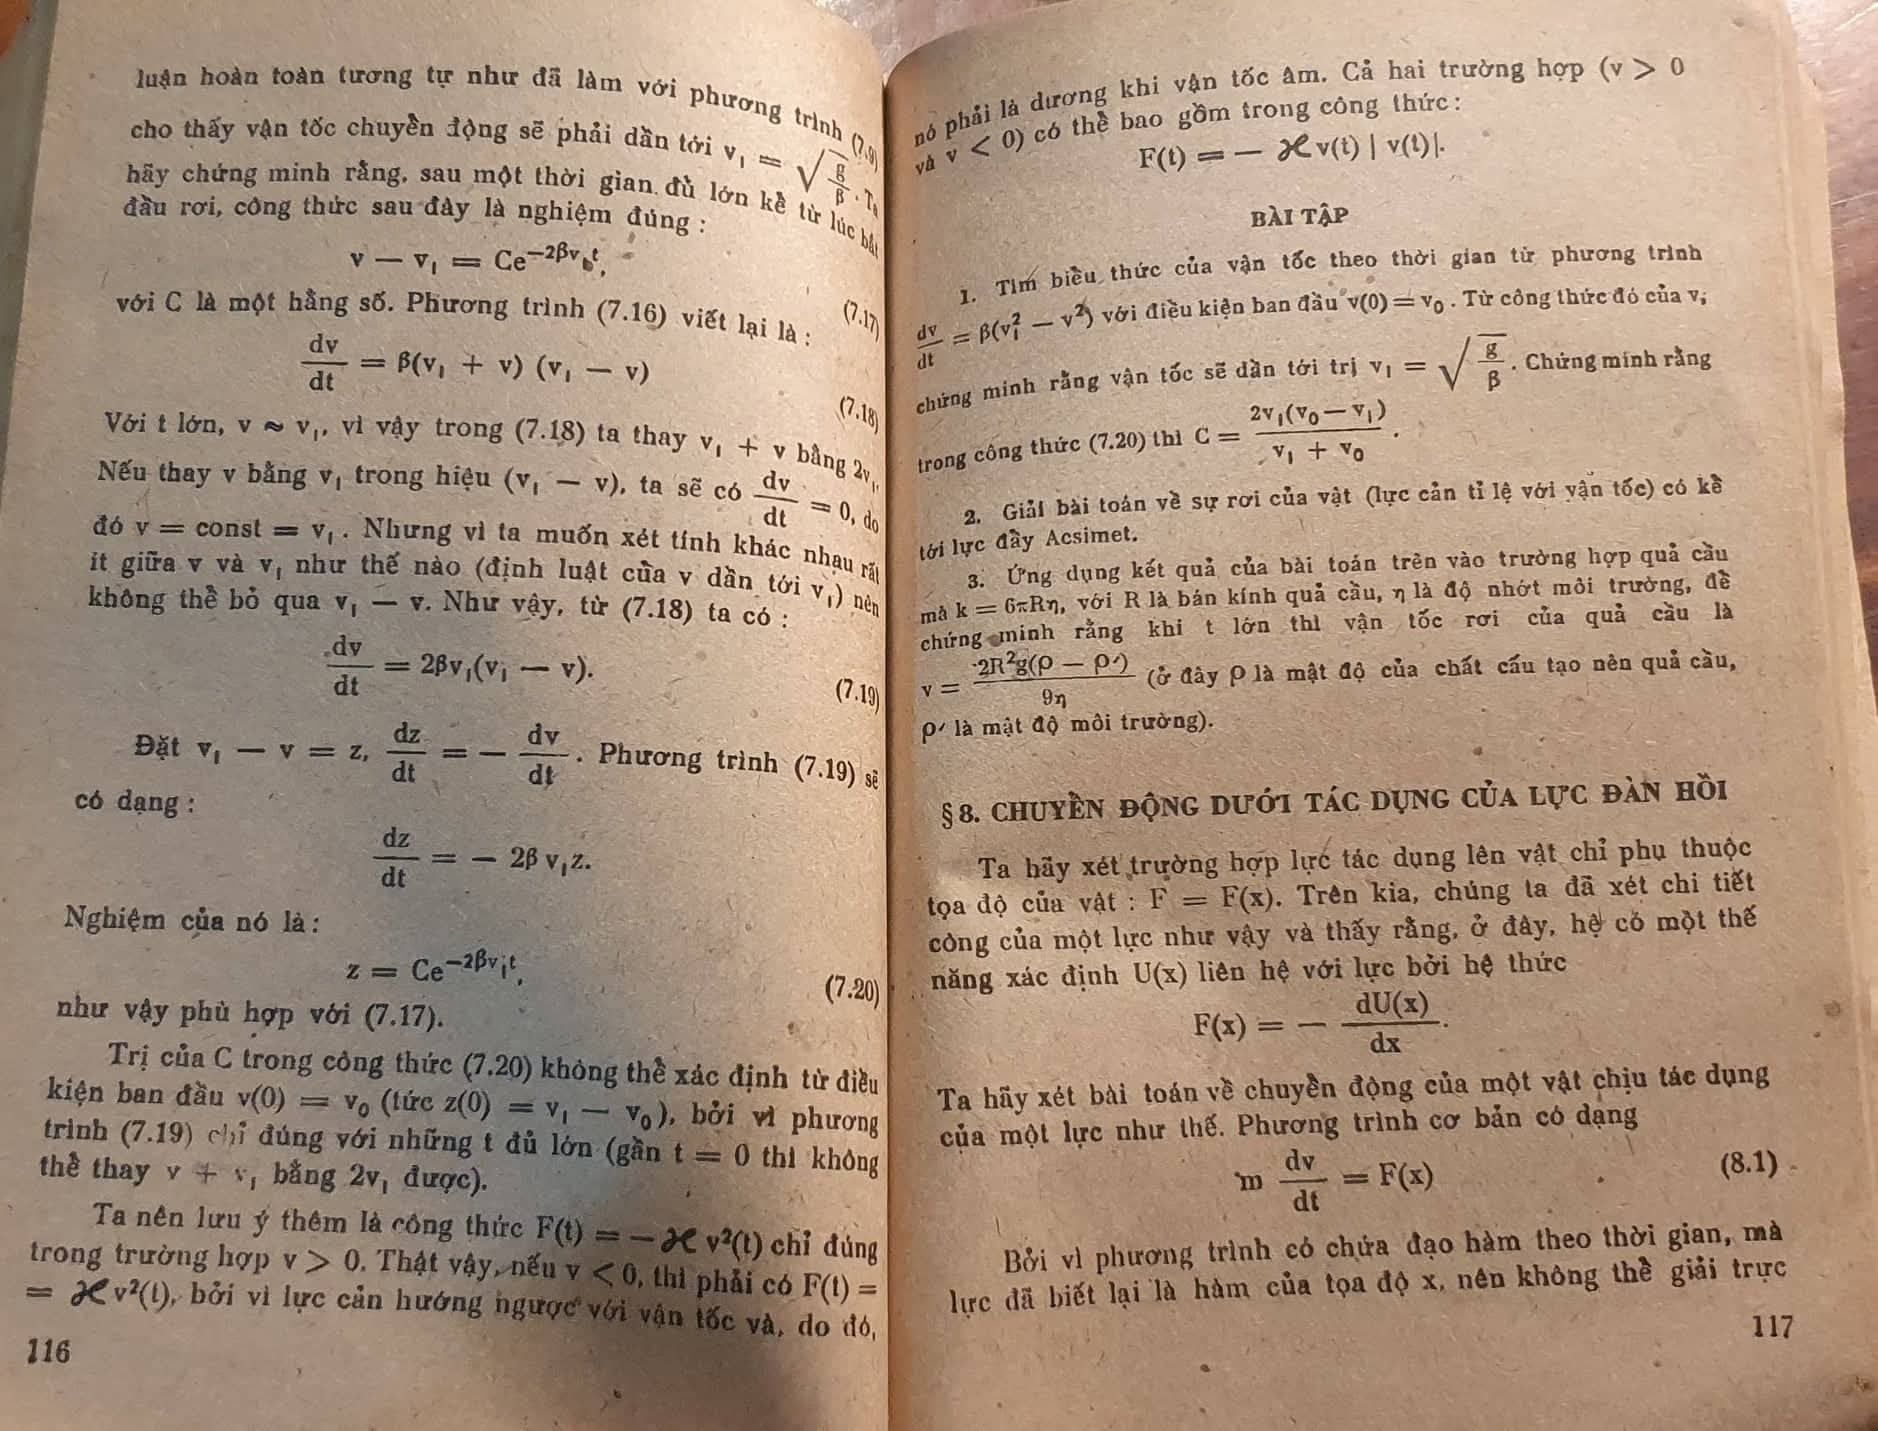 luận hoàn toàn tương tự như đã làm với phương trình (7.9)
cho thấy vận tốc chuyển động sẽ phải dần tới v₁ = √(g/β). Ta
hãy chứng minh rằng, sau một thời gian đủ lớn kể từ lúc bắt
đầu rơi, công thức sau đây là nghiệm đúng :
v − v₁ = Ce^(−2βv₁t), (7.17)
với C là một hằng số. Phương trình (7.16) viết lại là :
dv/dt = β(v₁ + v) (v₁ − v) (7.18)
Với t lớn, v ≈ v₁, vì vậy trong (7.18) ta thay v₁ + v bằng 2v₁.
Nếu thay v bằng v₁ trong hiệu (v₁ − v), ta sẽ có dv/dt = 0, do
đó v = const = v₁. Nhưng vì ta muốn xét tính khác nhau rất
ít giữa v và v₁ như thế nào (định luật của v dần tới v₁) nên
không thể bỏ qua v₁ − v. Như vậy, từ (7.18) ta có :
dv/dt = 2βv₁(v₁ − v). (7.19)
Đặt v₁ − v = z, dz/dt = − dv/dt. Phương trình (7.19) sẽ
có dạng :
dz/dt = − 2β v₁z.
Nghiệm của nó là :
z = Ce^(−2βv₁t), (7.20)
như vậy phù hợp với (7.17).
Trị của C trong công thức (7.20) không thể xác định từ điều
kiện ban đầu v(0) = v₀ (tức z(0) = v₁ − v₀), bởi vì phương
trình (7.19) chỉ đúng với những t đủ lớn (gần t = 0 thì không
thể thay v + v₁ bằng 2v₁ được).
Ta nên lưu ý thêm là công thức F(t) = − ϰ v²(t) chỉ đúng
trong trường hợp v > 0. Thật vậy, nếu v < 0, thì phải có F(t) =
= ϰ v²(t), bởi vì lực cản hướng ngược với vận tốc và, do đó,
116
nó phải là dương khi vận tốc âm. Cả hai trường hợp (v > 0
và v < 0) có thể bao gồm trong công thức :
F(t) = − ϰ v(t) | v(t)|.
BÀI TẬP
1. Tìm biểu thức của vận tốc theo thời gian từ phương trình
dv/dt = β(v₁² − v²) với điều kiện ban đầu v(0) = v₀. Từ công thức đó của v,
chứng minh rằng vận tốc sẽ dần tới trị v₁ = √(g/β). Chứng minh rằng
trong công thức (7.20) thì C = 2v₁(v₀ − v₁)/(v₁ + v₀).
2. Giải bài toán về sự rơi của vật (lực cản tỉ lệ với vận tốc) có kể
tới lực đẩy Acsimet.
3. Ứng dụng kết quả của bài toán trên vào trường hợp quả cầu
mà k = 6πRη, với R là bán kính quả cầu, η là độ nhớt môi trường, để
chứng minh rằng khi t lớn thì vận tốc rơi của quả cầu là
v = 2R²g(ρ − ρ′)/9η (ở đây ρ là mật độ của chất cấu tạo nên quả cầu,
ρ′ là mật độ môi trường).
§ 8. CHUYỂN ĐỘNG DƯỚI TÁC DỤNG CỦA LỰC ĐÀN HỒI
Ta hãy xét trường hợp lực tác dụng lên vật chỉ phụ thuộc
tọa độ của vật : F = F(x). Trên kia, chúng ta đã xét chi tiết
công của một lực như vậy và thấy rằng, ở đây, hệ có một thế
năng xác định U(x) liên hệ với lực bởi hệ thức
F(x) = − dU(x)/dx.
Ta hãy xét bài toán về chuyển động của một vật chịu tác dụng
của một lực như thế. Phương trình cơ bản có dạng
m dv/dt = F(x) (8.1)
Bởi vì phương trình có chứa đạo hàm theo thời gian, mà
lực đã biết lại là hàm của tọa độ x, nên không thể giải trực
117